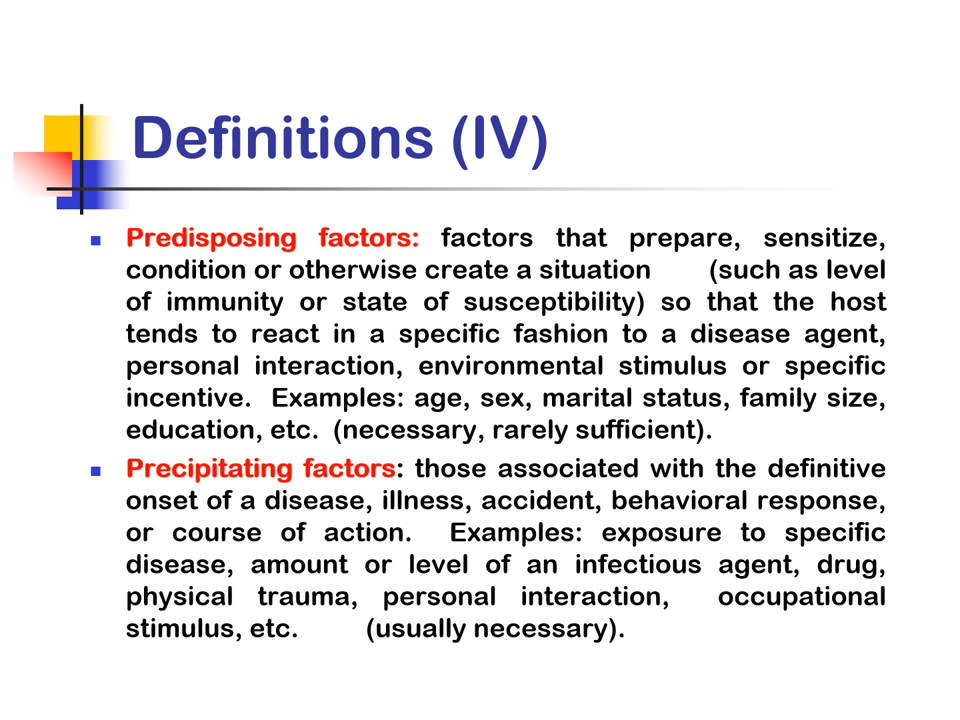 Definitions (IV)
Predisposing factors: factors that prepare, sensitize,
condition or otherwise create a situation (such as level
of immunity or state of susceptibility) so that the host
tends to react in a specific fashion to a disease agent,
personal interaction, environmental stimulus or specific
incentive. Examples: age, sex, marital status, family size,
education, etc. (necessary, rarely sufficient).
Precipitating factors: those associated with the definitive
onset of a disease, illness, accident, behavioral response,
or course of action. Examples: exposure to specific
disease, amount or level of an infectious agent, drug,
physical trauma, personal interaction, occupational
stimulus, etc. (usually necessary).